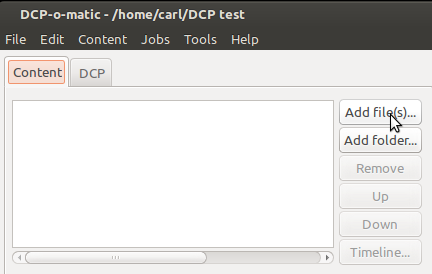 DCP-o-matic - /home/carl/DCP test
File Edit Content Jobs Tools Help
Content DCP
Add file(s)...
Add folder...
Remove
Up
Down
Timeline...